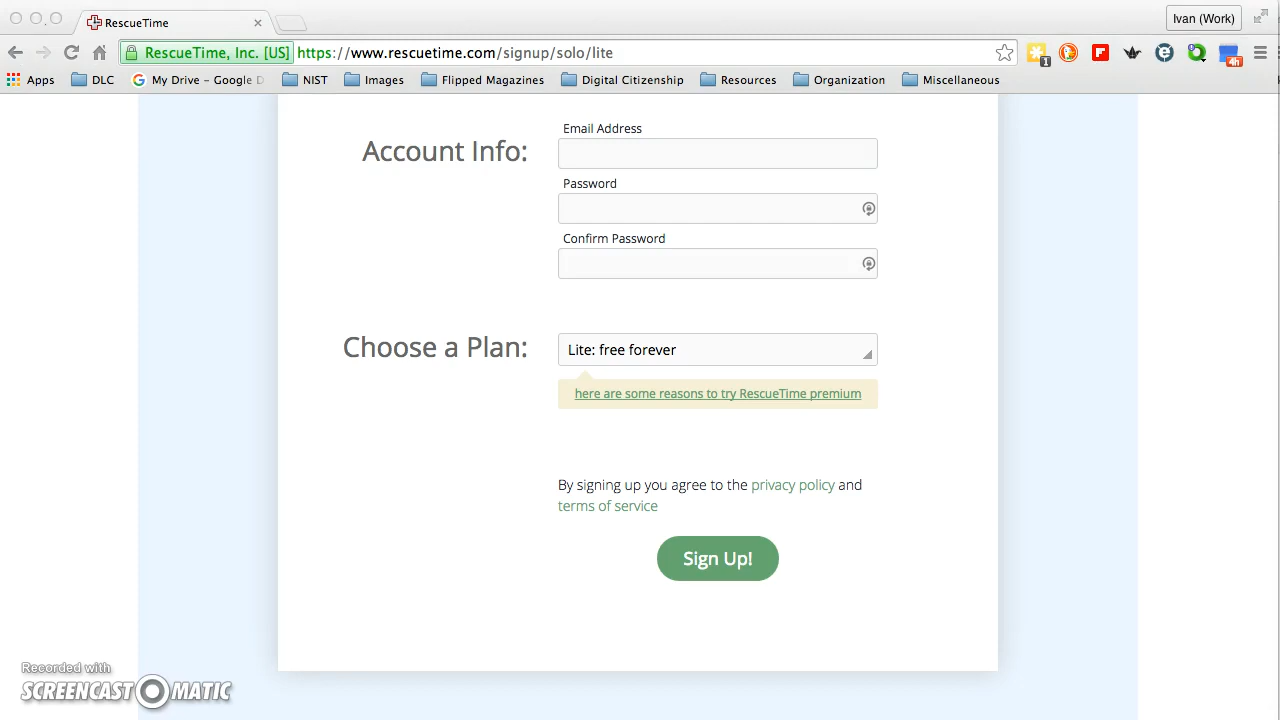 RescueTime
Ivan (Work)
RescueTime, Inc. [US] https://www.rescuetime.com/signup/solo/lite
1
4h
Apps DLC My Drive – Google D NIST Images Flipped Magazines Digital Citizenship Resources Organization Miscellaneous
Email Address
Account Info:
Password
Confirm Password
Choose a Plan: Lite: free forever
here are some reasons to try RescueTime premium
By signing up you agree to the privacy policy and
terms of service
Sign Up!
Recorded with
SCREENCAST-O-MATIC